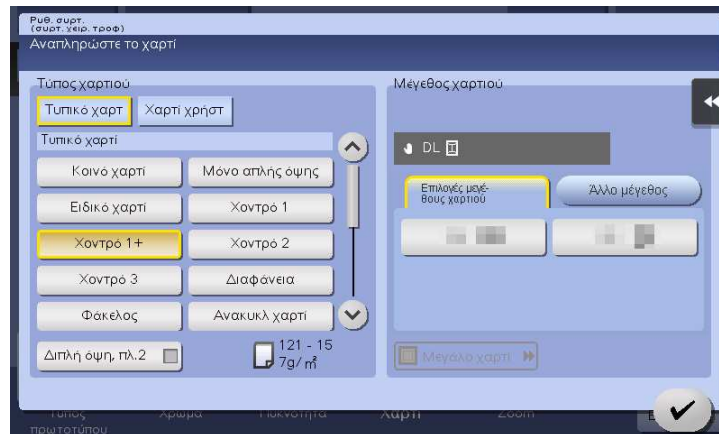 Ρυθ. συρτ.
(συρτ. χειρ. τροφ)
Αναπληρώστε το χαρτί
Τύπος χαρτιού
Τυπικό χαρτ
Χαρτί χρήστ
Τυπικό χαρτί
Κοινό χαρτί
Μόνο απλής όψης
Ειδικό χαρτί
Χοντρό 1
Χοντρό 1+
Χοντρό 2
Χοντρό 3
Διαφάνεια
Φάκελος
Ανακυκλ χαρτί
Διπλή όψη, πλ.2
121 - 15
7g/㎡
Μέγεθος χαρτιού
DL
Επιλογές μεγέ-
θους χαρτιού
Άλλο μέγεθος
Μεγάλο χαρτί
Τύπος
πρωτοτύπου
Χρώμα
Πυκνότητα
Χαρτί
Zoom